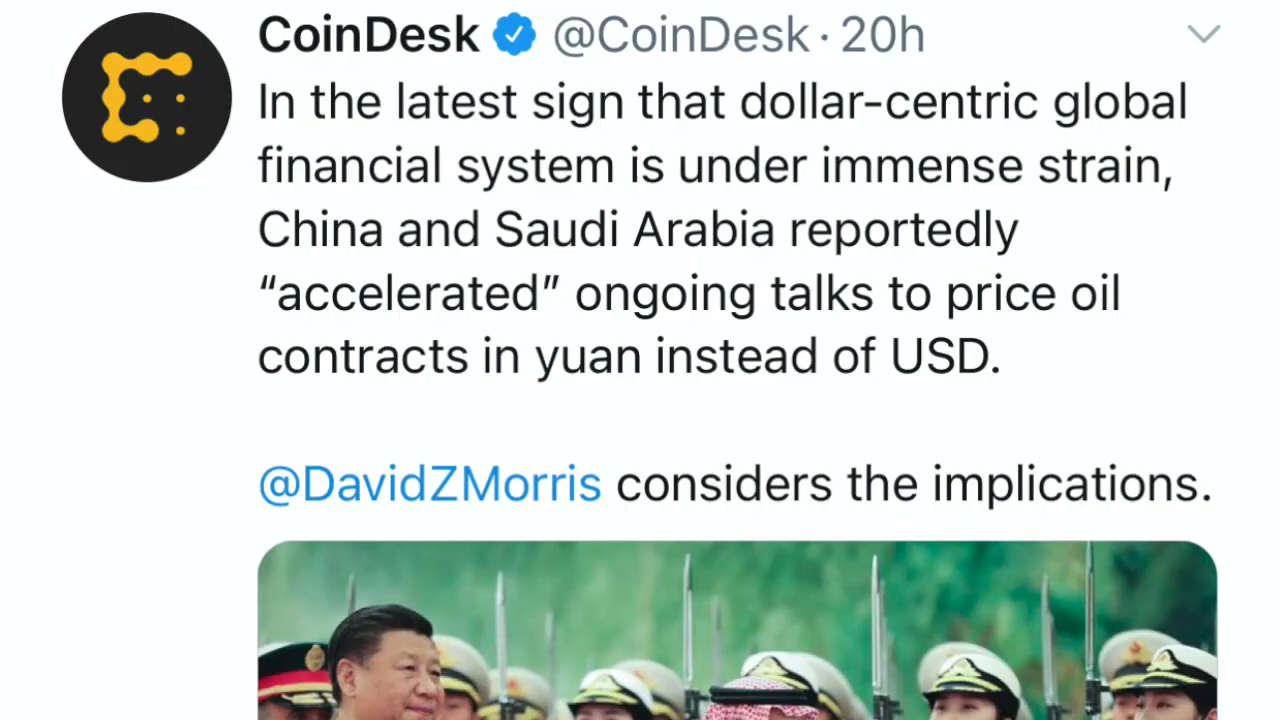 CoinDesk @CoinDesk · 20h
In the latest sign that dollar-centric global
financial system is under immense strain,
China and Saudi Arabia reportedly
“accelerated” ongoing talks to price oil
contracts in yuan instead of USD.
@DavidZMorris considers the implications.